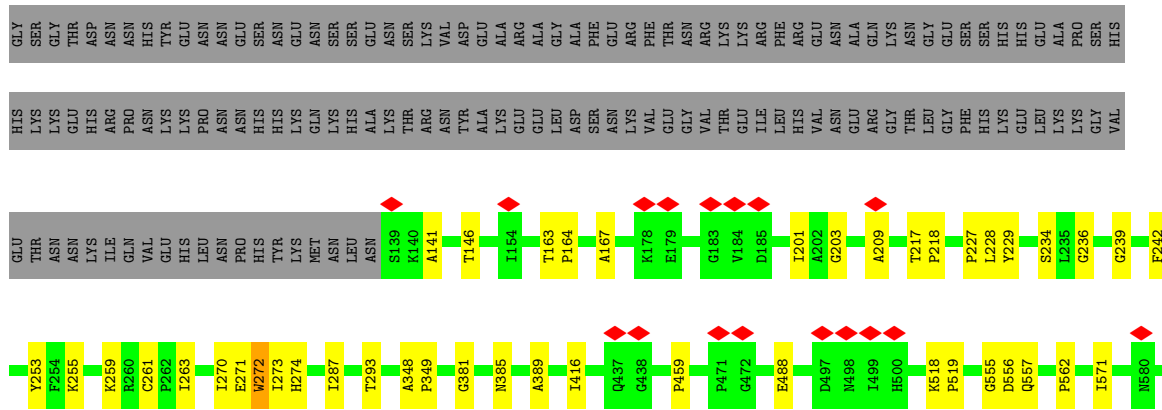 GLY SER GLY THR ASP ASN ASN HIS TYR GLU ASN ASN GLU SER ASN GLU ASN SER SER GLU ASN SER LYS VAL ASP GLU ALA ARG ALA GLY ALA PHE GLU ARG PHE THR ASN ARG LYS LYS ARG PHE ARG GLU ASN ALA GLN LYS ASN GLY GLU SER SER HIS HIS GLU ALA PRO SER HIS
HIS LYS LYS GLU HIS ARG PRO ASN LYS LYS PRO ASN ASN HIS HIS LYS GLN LYS HIS ALA LYS THR ARG ASN TYR ALA LYS GLU GLU LEU ASP SER ASN LYS VAL GLU GLY VAL THR GLU ILE LEU HIS VAL ASN GLU ARG GLY THR LEU GLY PHE HIS LYS GLU LEU LYS LYS GLY VAL
GLU THR ASN ASN LYS ILE GLN VAL GLU HIS LEU ASN PRO HIS TYR LYS MET ASN LEU ASN S139 K140 A141 T146 I154 T163 P164 A167 K178 E179 G183 V184 D185 I201 A202 G203 A209 T217 P218 P227 L228 Y229 S234 L235 G236 G239 F242
Y253 F254 K255 K259 R260 C261 P262 I263 I270 E271 W272 I273 H274 I287 T293 A348 P349 G381 N385 A389 I416 Q437 G438 P459 P471 G472 E488 D497 N498 I499 H500 K518 P519 G555 D556 Q557 P562 I571 N580